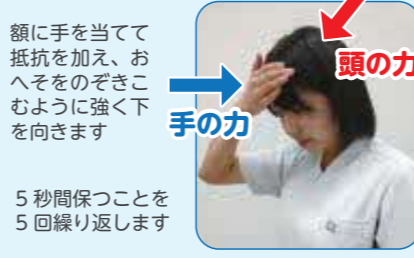 額に手を当てて
抵抗を加え、お
へそをのぞきこ
むように強く下
を向きます
5秒間保つことを
5回繰り返します
手の力
頭の力